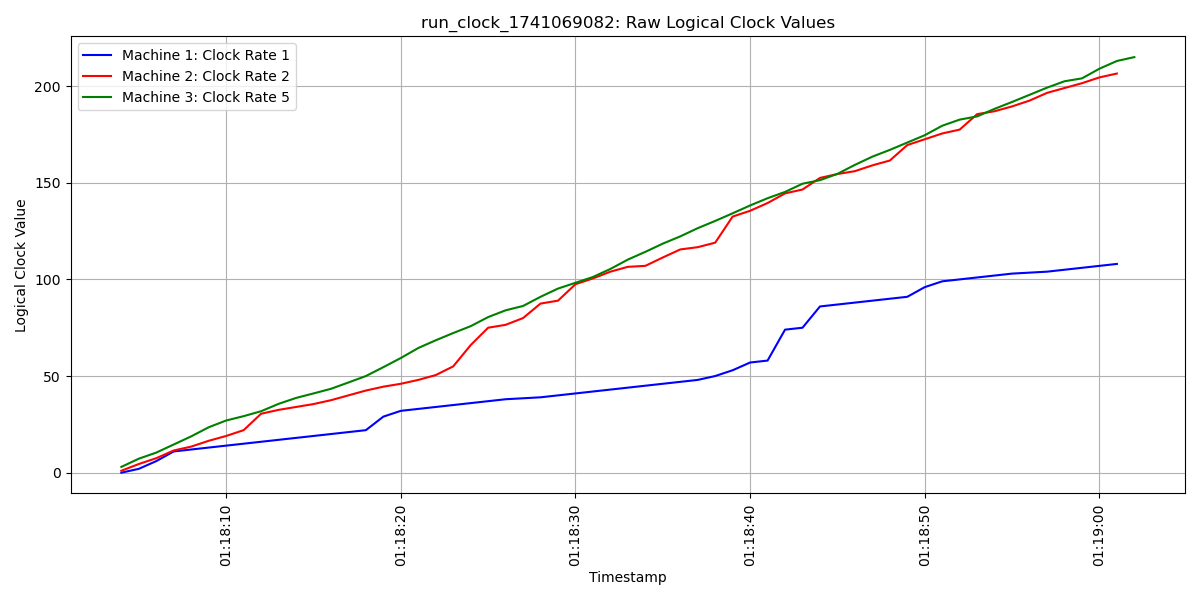 run_clock_1741069082: Raw Logical Clock Values
Machine 1: Clock Rate 1
Machine 2: Clock Rate 2
Machine 3: Clock Rate 5
Logical Clock Value
200
150
100
50
0
01:18:10
01:18:20
01:18:30
01:18:40
01:18:50
01:19:00
Timestamp